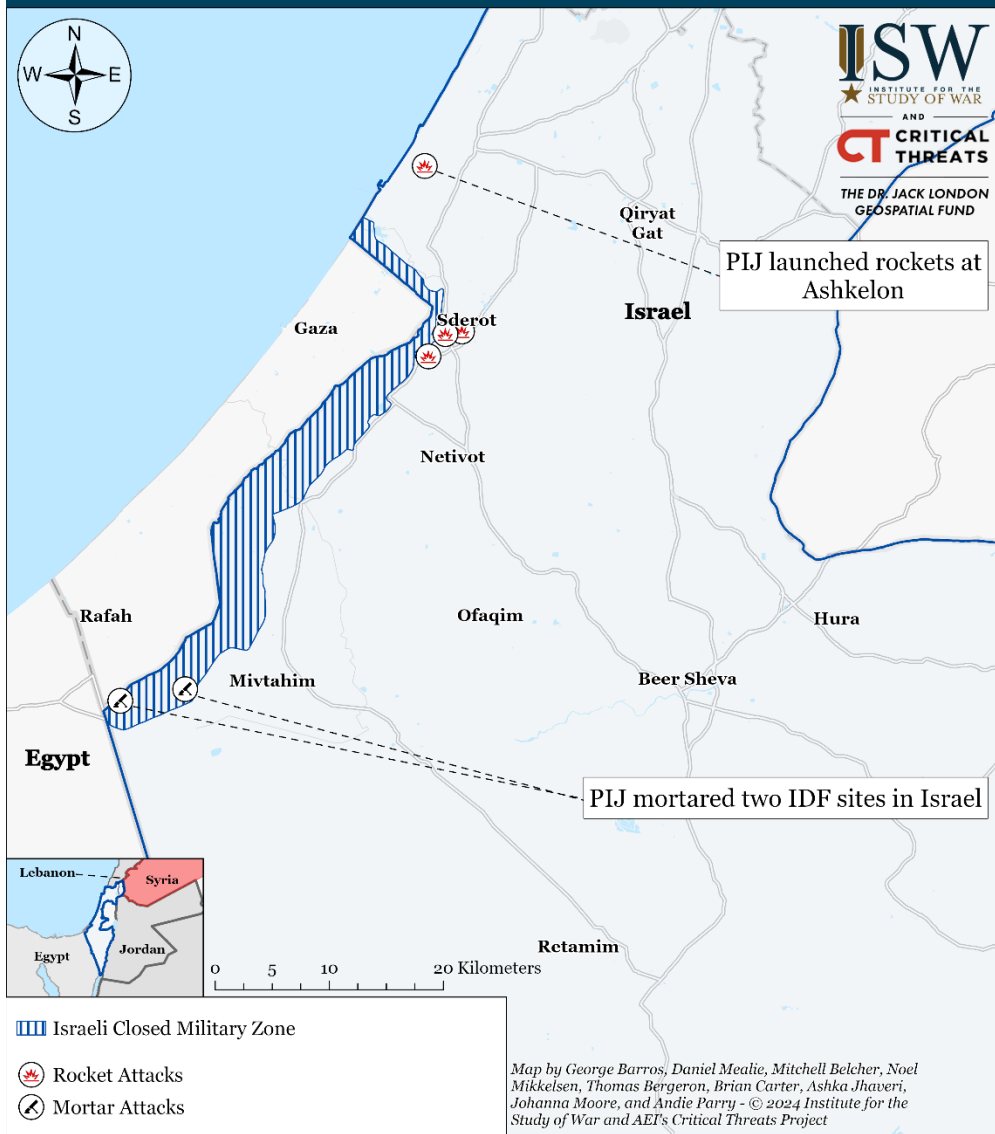 N
W
E
S
ISW
INSTITUTE FOR THE
STUDY OF WAR
AND
CT CRITICAL
THREATS
THE DR. JACK LONDON
GEOSPATIAL FUND
Qiryat
Gat
PIJ launched rockets at
Ashkelon
Israel
Sderot
Gaza
Netivot
Rafah
Ofaqim
Hura
Mivtahim
Beer Sheva
Egypt
PIJ mortared two IDF sites in Israel
Lebanon
Syria
Egypt
Jordan
Retamim
0 5 10 20 Kilometers
Israeli Closed Military Zone
Rocket Attacks
Mortar Attacks
Map by George Barros, Daniel Mealie, Mitchell Belcher, Noel
Mikkelsen, Thomas Bergeron, Brian Carter, Ashka Jhaveri,
Johanna Moore, and Andie Parry - © 2024 Institute for the
Study of War and AEI's Critical Threats Project